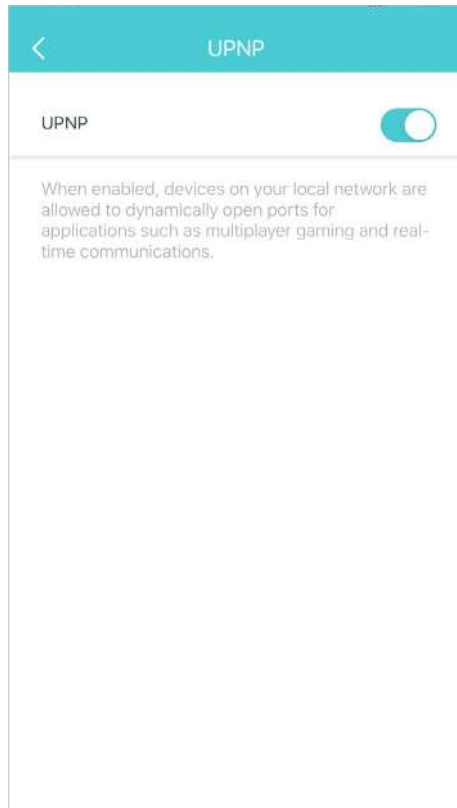 UPNP
UPNP
When enabled, devices on your local network are
allowed to dynamically open ports for
applications such as multiplayer gaming and real-
time communications.